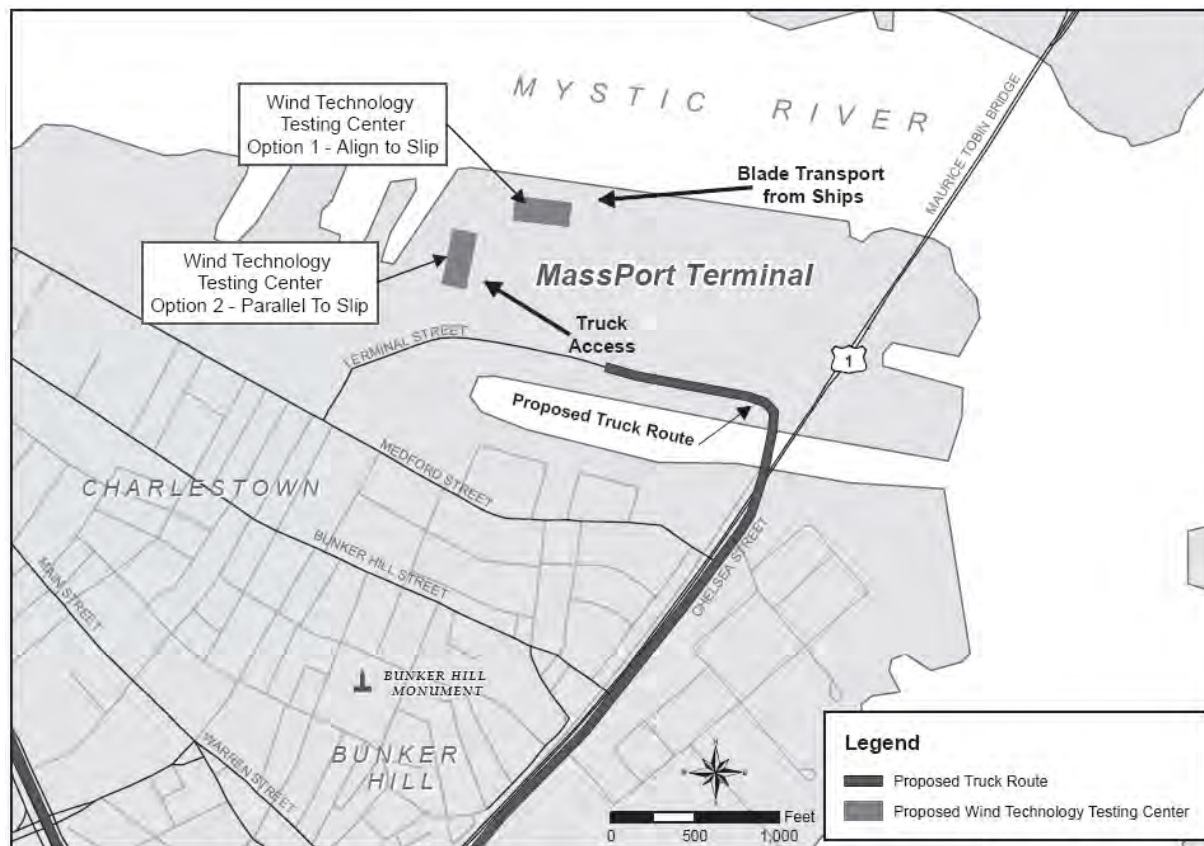 MYSTIC RIVER
MAURICE TOBIN BRIDGE
Wind Technology
Testing Center
Option 1 - Align to Slip
Blade Transport
from Ships
Wind Technology
Testing Center
Option 2 - Parallel To Slip
MassPort Terminal
Truck
Access
TERMINAL STREET
1
Proposed Truck Route
MEDFORD STREET
CHARLESTOWN
BUNKER HILL STREET
CHELSEA STREET
MAIN STREET
BUNKER HILL
MONUMENT
WARREN STREET
BUNKER
HILL
Legend
Proposed Truck Route
Proposed Wind Technology Testing Center
Feet
0 500 1,000